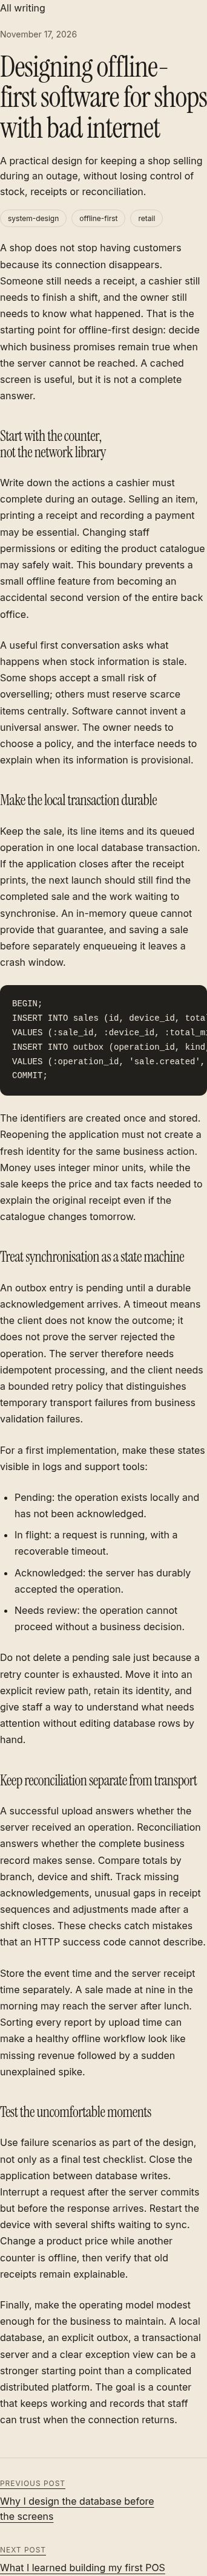 All writing
November 17, 2026
Designing offline-
first software for shops
with bad internet
A practical design for keeping a shop selling
during an outage, without losing control of
stock, receipts or reconciliation.
system-design
offline-first
retail
A shop does not stop having customers
because its connection disappears.
Someone still needs a receipt, a cashier still
needs to finish a shift, and the owner still
needs to know what happened. That is the
starting point for offline-first design: decide
which business promises remain true when
the server cannot be reached. A cached
screen is useful, but it is not a complete
answer.
Start with the counter,
not the network library
Write down the actions a cashier must
complete during an outage. Selling an item,
printing a receipt and recording a payment
may be essential. Changing staff
permissions or editing the product catalogue
may safely wait. This boundary prevents a
small offline feature from becoming an
accidental second version of the entire back
office.
A useful first conversation asks what
happens when stock information is stale.
Some shops accept a small risk of
overselling; others must reserve scarce
items centrally. Software cannot invent a
universal answer. The owner needs to
choose a policy, and the interface needs to
explain when its information is provisional.
Make the local transaction durable
Keep the sale, its line items and its queued
operation in one local database transaction.
If the application closes after the receipt
prints, the next launch should still find the
completed sale and the work waiting to
synchronise. An in-memory queue cannot
provide that guarantee, and saving a sale
before separately enqueueing it leaves a
crash window.
BEGIN;
INSERT INTO sales (id, device_id, tota
VALUES (:sale_id, :device_id, :total_m
INSERT INTO outbox (operation_id, kind
VALUES (:operation_id, 'sale.created',
COMMIT;
The identifiers are created once and stored.
Reopening the application must not create a
fresh identity for the same business action.
Money uses integer minor units, while the
sale keeps the price and tax facts needed to
explain the original receipt even if the
catalogue changes tomorrow.
Treat synchronisation as a state machine
An outbox entry is pending until a durable
acknowledgement arrives. A timeout means
the client does not know the outcome; it
does not prove the server rejected the
operation. The server therefore needs
idempotent processing, and the client needs
a bounded retry policy that distinguishes
temporary transport failures from business
validation failures.
For a first implementation, make these states
visible in logs and support tools:
• Pending: the operation exists locally and
has not been acknowledged.
• In flight: a request is running, with a
recoverable timeout.
• Acknowledged: the server has durably
accepted the operation.
• Needs review: the operation cannot
proceed without a business decision.
Do not delete a pending sale just because a
retry counter is exhausted. Move it into an
explicit review path, retain its identity, and
give staff a way to understand what needs
attention without editing database rows by
hand.
Keep reconciliation separate from transport
A successful upload answers whether the
server received an operation. Reconciliation
answers whether the complete business
record makes sense. Compare totals by
branch, device and shift. Track missing
acknowledgements, unusual gaps in receipt
sequences and adjustments made after a
shift closes. These checks catch mistakes
that an HTTP success code cannot describe.
Store the event time and the server receipt
time separately. A sale made at nine in the
morning may reach the server after lunch.
Sorting every report by upload time can
make a healthy offline workflow look like
missing revenue followed by a sudden
unexplained spike.
Test the uncomfortable moments
Use failure scenarios as part of the design,
not only as a final test checklist. Close the
application between database writes.
Interrupt a request after the server commits
but before the response arrives. Restart the
device with several shifts waiting to sync.
Change a product price while another
counter is offline, then verify that old
receipts remain explainable.
Finally, make the operating model modest
enough for the business to maintain. A local
database, an explicit outbox, a transactional
server and a clear exception view can be a
stronger starting point than a complicated
distributed platform. The goal is a counter
that keeps working and records that staff
can trust when the connection returns.
PREVIOUS POST
Why I design the database before
the screens
NEXT POST
What I learned building my first POS